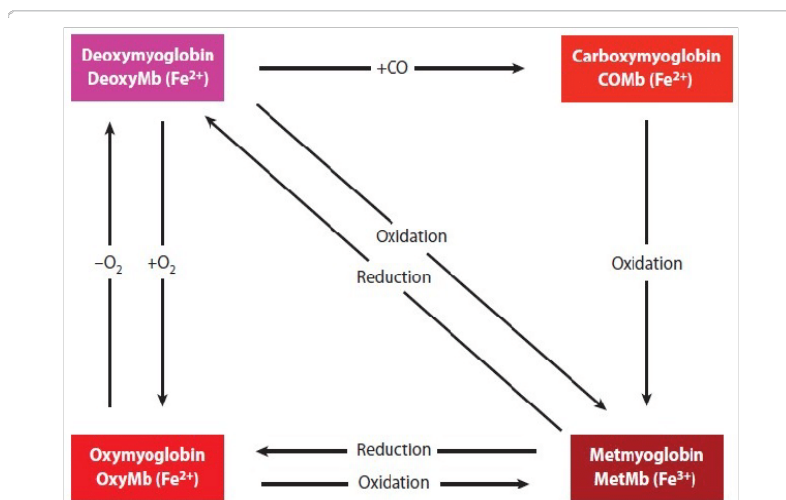 Deoxymyoglobin
DeoxyMb (Fe²⁺)
+CO
Carboxymyoglobin
COMb (Fe²⁺)
Oxidation
Reduction
−O₂
+O₂
Oxidation
Oxymyoglobin
OxyMb (Fe²⁺)
Reduction
Oxidation
Metmyoglobin
MetMb (Fe³⁺)